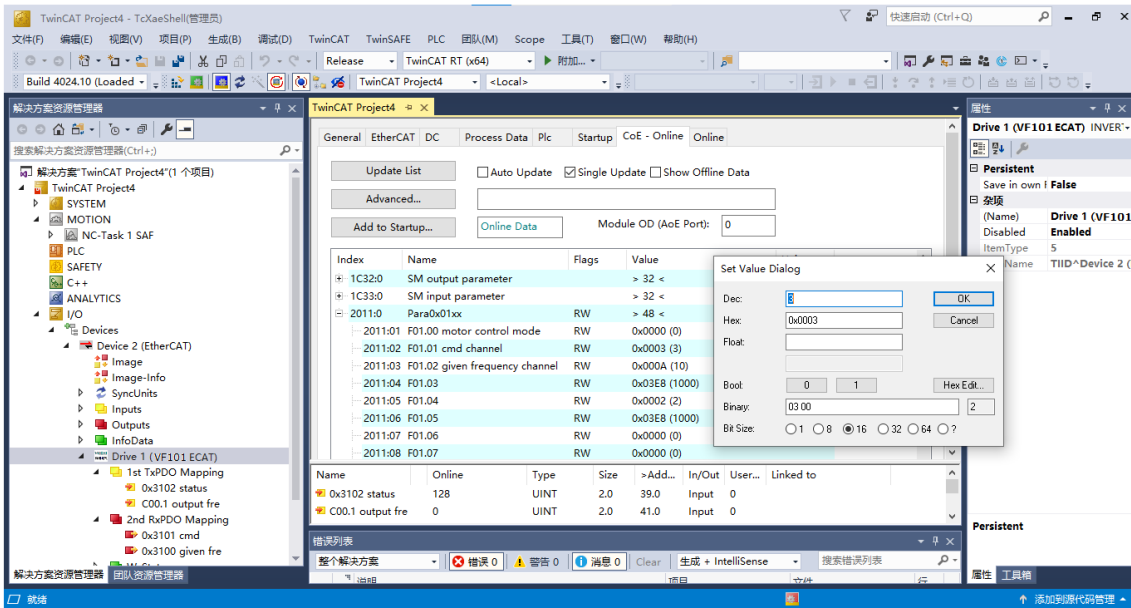 TwinCAT Project4 - TcXaeShell(管理员)
快速启动 (Ctrl+Q)
文件(F) 编辑(E) 视图(V) 项目(P) 生成(B) 调试(D) TwinCAT TwinSAFE PLC 团队(M) Scope 工具(T) 窗口(W) 帮助(H)
Release TwinCAT RT (x64) 附加...
Build 4024.10 (Loaded TwinCAT Project4 <Local>
解决方案资源管理器
搜索解决方案资源管理器(Ctrl+;)
解决方案"TwinCAT Project4"(1 个项目)
TwinCAT Project4
SYSTEM
MOTION
NC-Task 1 SAF
PLC
SAFETY
C++
ANALYTICS
I/O
Devices
Device 2 (EtherCAT)
Image
Image-Info
SyncUnits
Inputs
Outputs
InfoData
Drive 1 (VF101 ECAT)
1st TxPDO Mapping
0x3102 status
C00.1 output fre
2nd RxPDO Mapping
0x3101 cmd
0x3100 given fre
解决方案资源管理器 团队资源管理器
TwinCAT Project4
General EtherCAT DC Process Data Plc Startup CoE - Online Online
Update List Auto Update Single Update Show Offline Data
Advanced...
Add to Startup... Online Data Module OD (AoE Port): 0
Index Name Flags Value
1C32:0 SM output parameter > 32 <
1C33:0 SM input parameter > 32 <
2011:0 Para0x01xx RW > 48 <
2011:01 F01.00 motor control mode RW 0x0000 (0)
2011:02 F01.01 cmd channel RW 0x0003 (3)
2011:03 F01.02 given frequency channel RW 0x000A (10)
2011:04 F01.03 RW 0x03E8 (1000)
2011:05 F01.04 RW 0x0002 (2)
2011:06 F01.05 RW 0x03E8 (1000)
2011:07 F01.06 RW 0x0000 (0)
2011:08 F01.07 RW 0x0000 (0)
Set Value Dialog
Dec: 3 OK
Hex: 0x0003 Cancel
Float:
Bool: 0 1 Hex Edit...
Binary: 03 00 2
Bit Size: 1 8 16 32 64 ?
Name Online Type Size >Add... In/Out User... Linked to
0x3102 status 128 UINT 2.0 39.0 Input 0
C00.1 output fre 0 UINT 2.0 41.0 Input 0
错误列表
整个解决方案 错误 0 警告 0 消息 0 Clear 生成 + IntelliSense 搜索错误列表
说明 项目 文件 行
属性
Drive 1 (VF101 ECAT) INVER
Persistent
Save in own F False
杂项
(Name) Drive 1 (VF101
Disabled Enabled
ItemType 5
Name TIID^Device 2 (
Persistent
属性 工具箱
就绪 添加到源代码管理